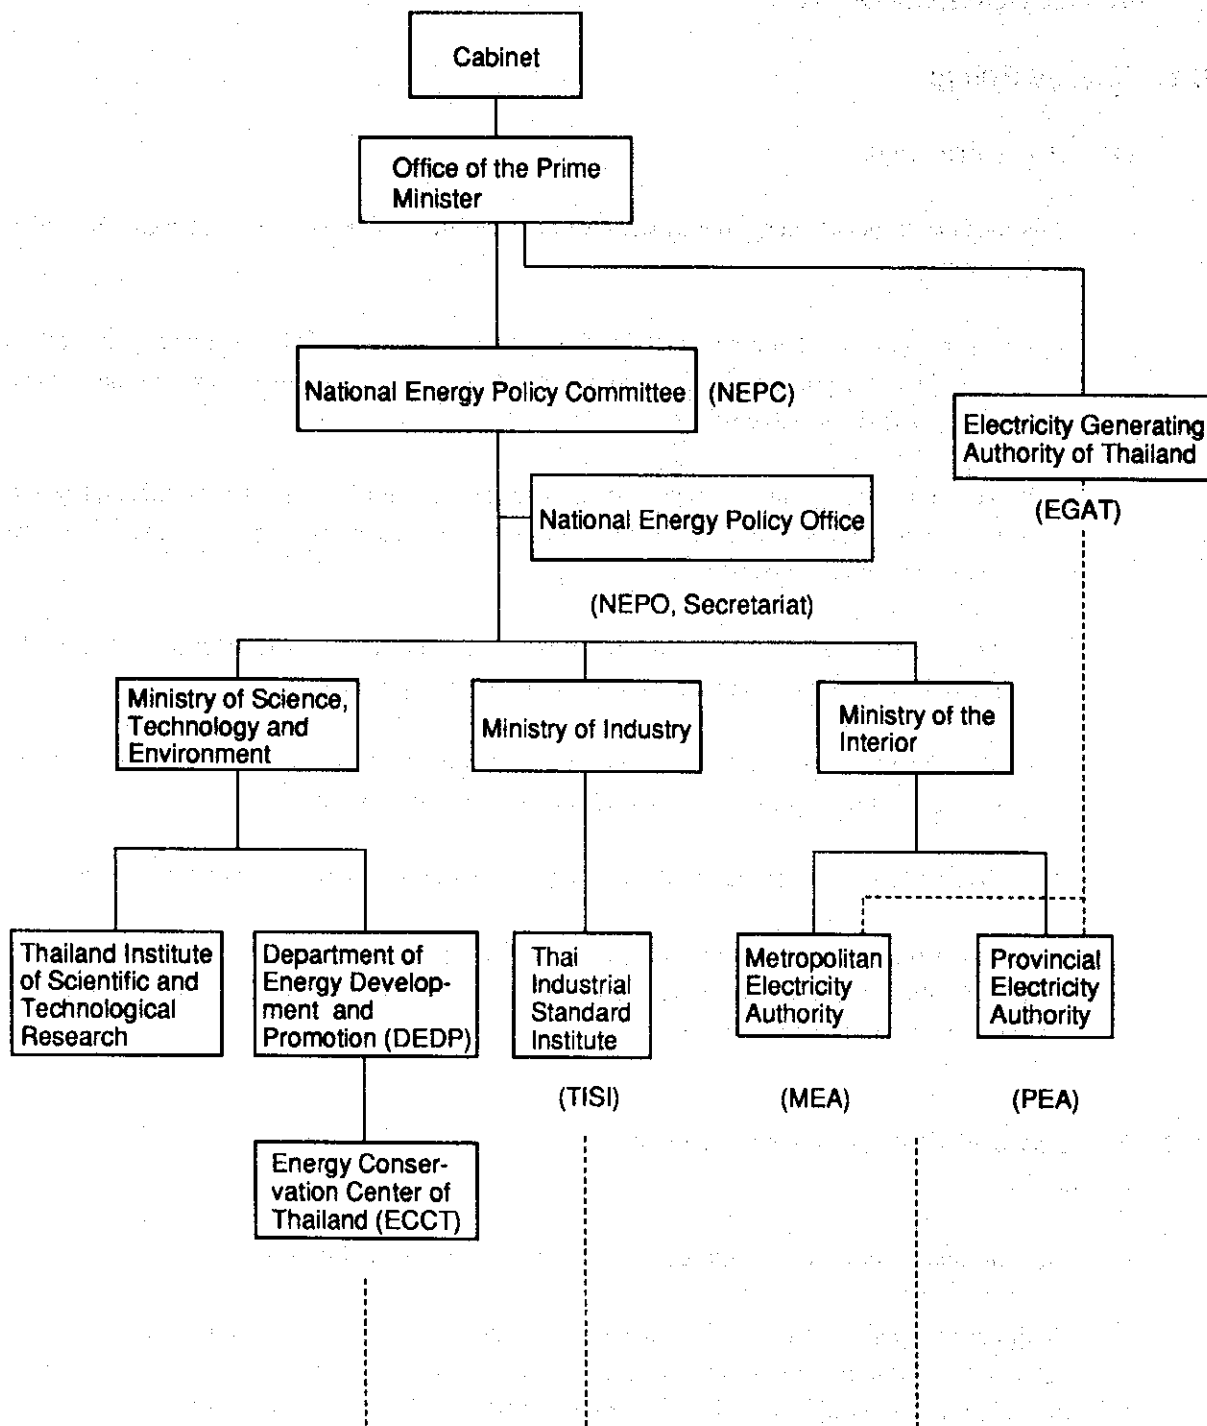 Cabinet
Office of the Prime
Minister
National Energy Policy Committee (NEPC)
Electricity Generating
Authority of Thailand
(EGAT)
National Energy Policy Office
(NEPO, Secretariat)
Ministry of Science,
Technology and
Environment
Ministry of Industry
Ministry of the
Interior
Thailand Institute
of Scientific and
Technological
Research
Department of
Energy Develop-
ment and
Promotion (DEDP)
Thai
Industrial
Standard
Institute
Metropolitan
Electricity
Authority
Provincial
Electricity
Authority
(TISI)
(MEA)
(PEA)
Energy Conser-
vation Center of
Thailand (ECCT)